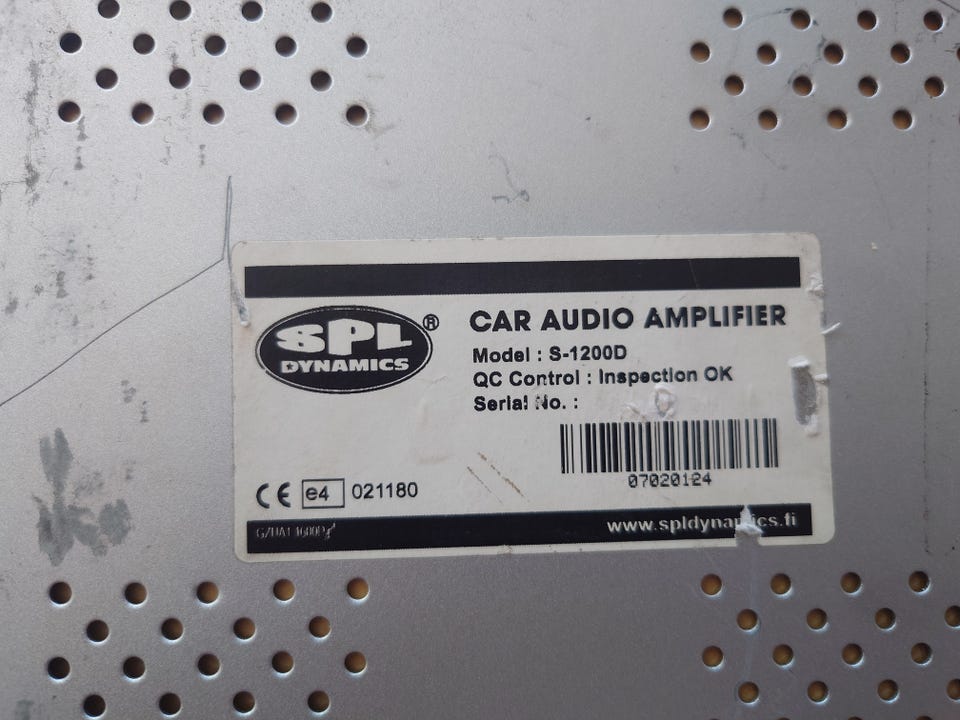 SPL
DYNAMICS
®
CAR AUDIO AMPLIFIER
Model : S-1200D
QC Control : Inspection OK
Serial No. :
07020124
CE e4 021180
www.spldynamics.fi